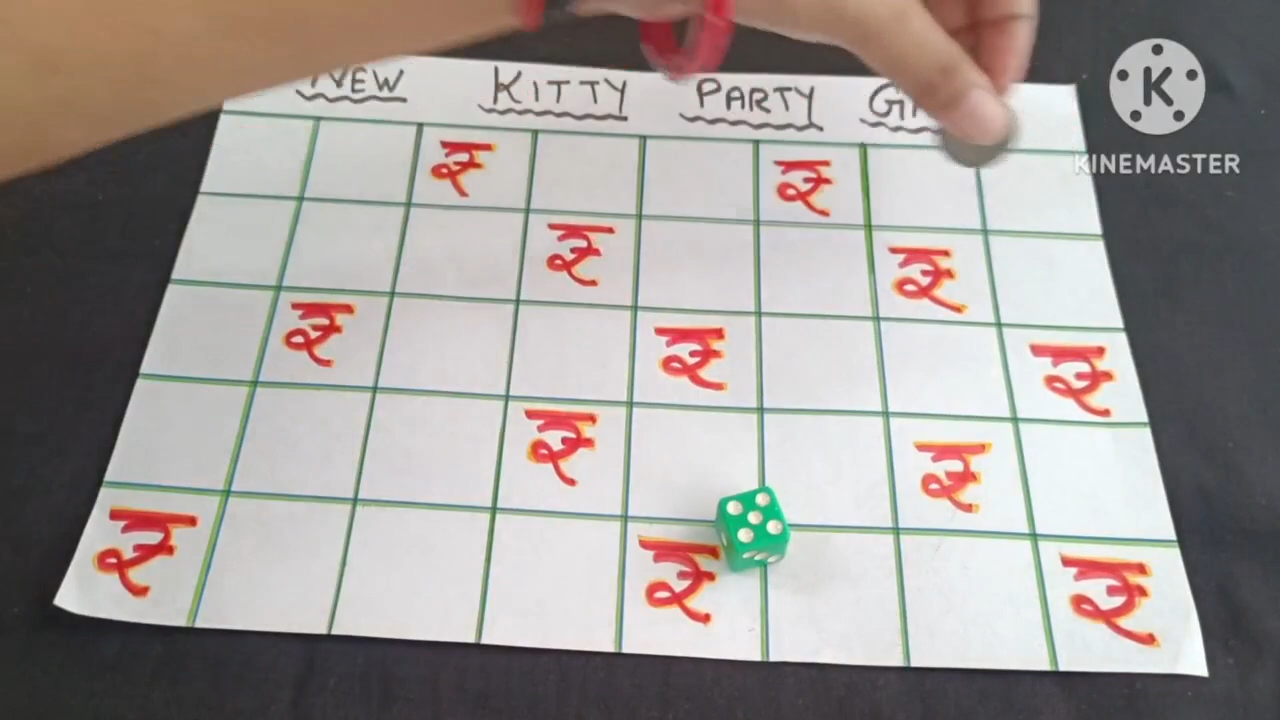 NEW KITTY PARTY
KINEMASTER
₹ ₹
₹ ₹
₹ ₹ ₹
₹ ₹
₹ ₹ ₹